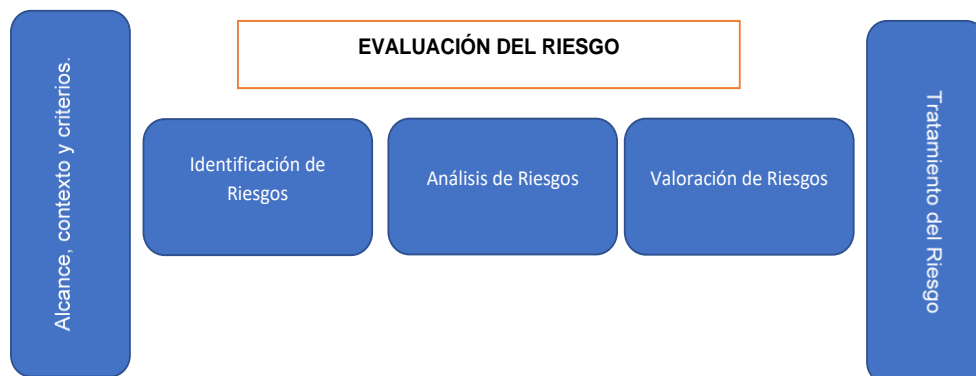 Alcance, contexto y criterios.
EVALUACIÓN DEL RIESGO
Identificación de
Riesgos
Análisis de Riesgos
Valoración de Riesgos
Tratamiento del Riesgo